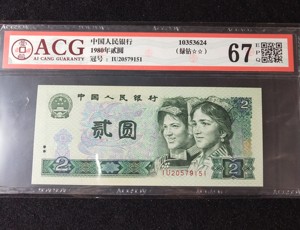 ACG
AI CANG GUARANTY
中国人民银行
1980年贰圆
冠号：IU20579151
10353624
(绿钻☆☆)
67 EPQ
中国人民银行
贰圆
2
2
IU20579151